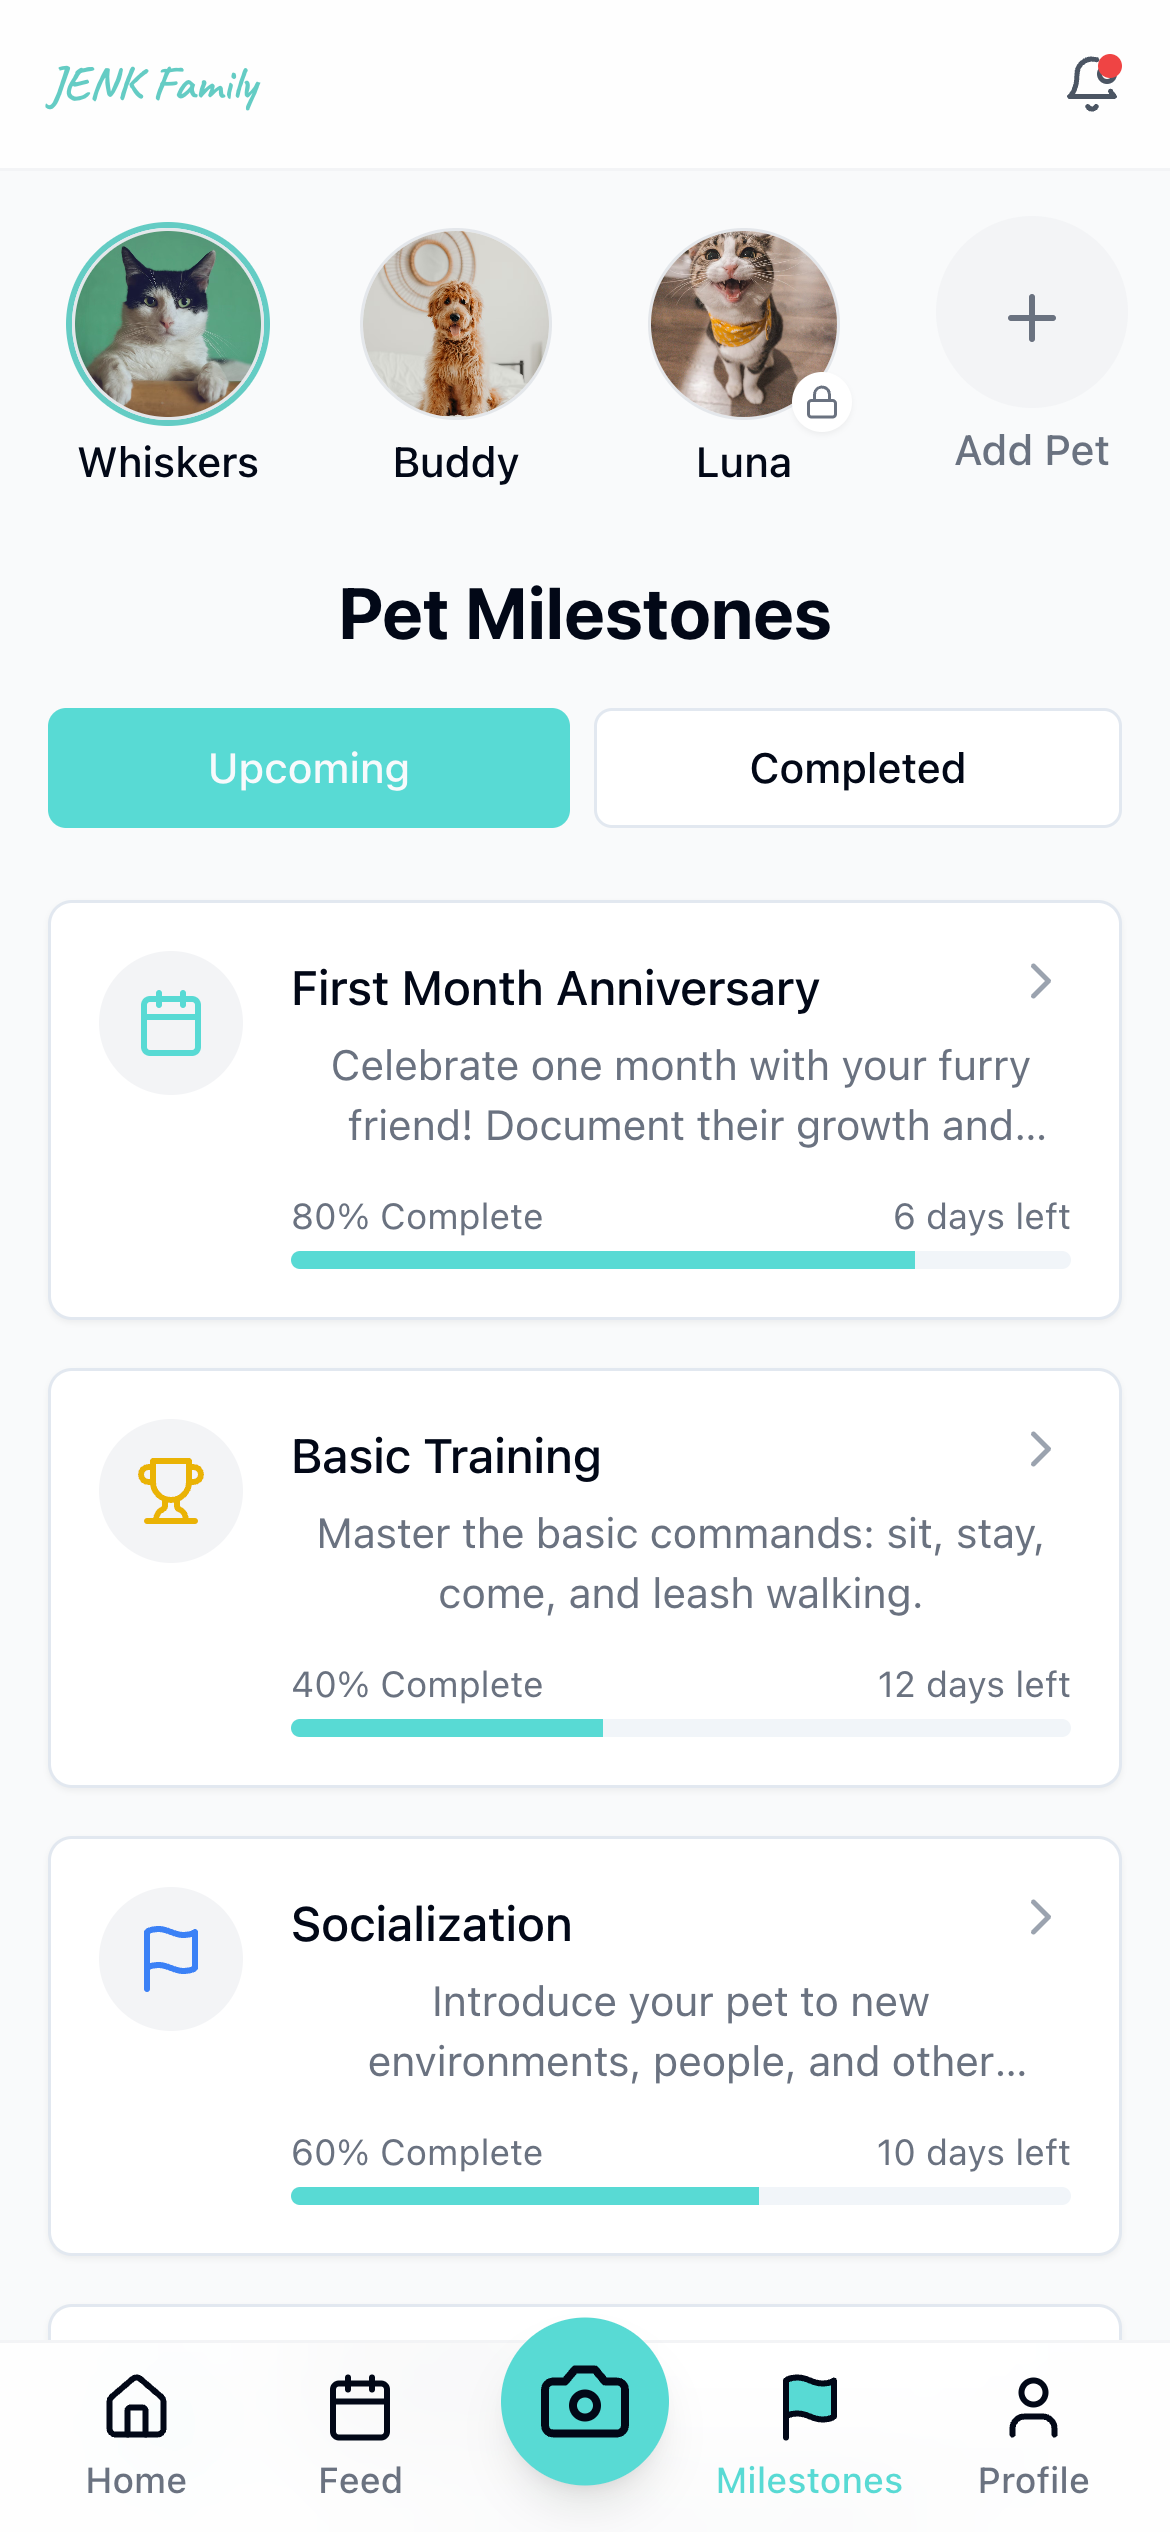 JENK Family
Whiskers
Buddy
Luna
Add Pet
Pet Milestones
Upcoming
Completed
First Month Anniversary
Celebrate one month with your furry
friend! Document their growth and...
80% Complete
6 days left
Basic Training
Master the basic commands: sit, stay,
come, and leash walking.
40% Complete
12 days left
Socialization
Introduce your pet to new
environments, people, and other...
60% Complete
10 days left
Home
Feed
Milestones
Profile